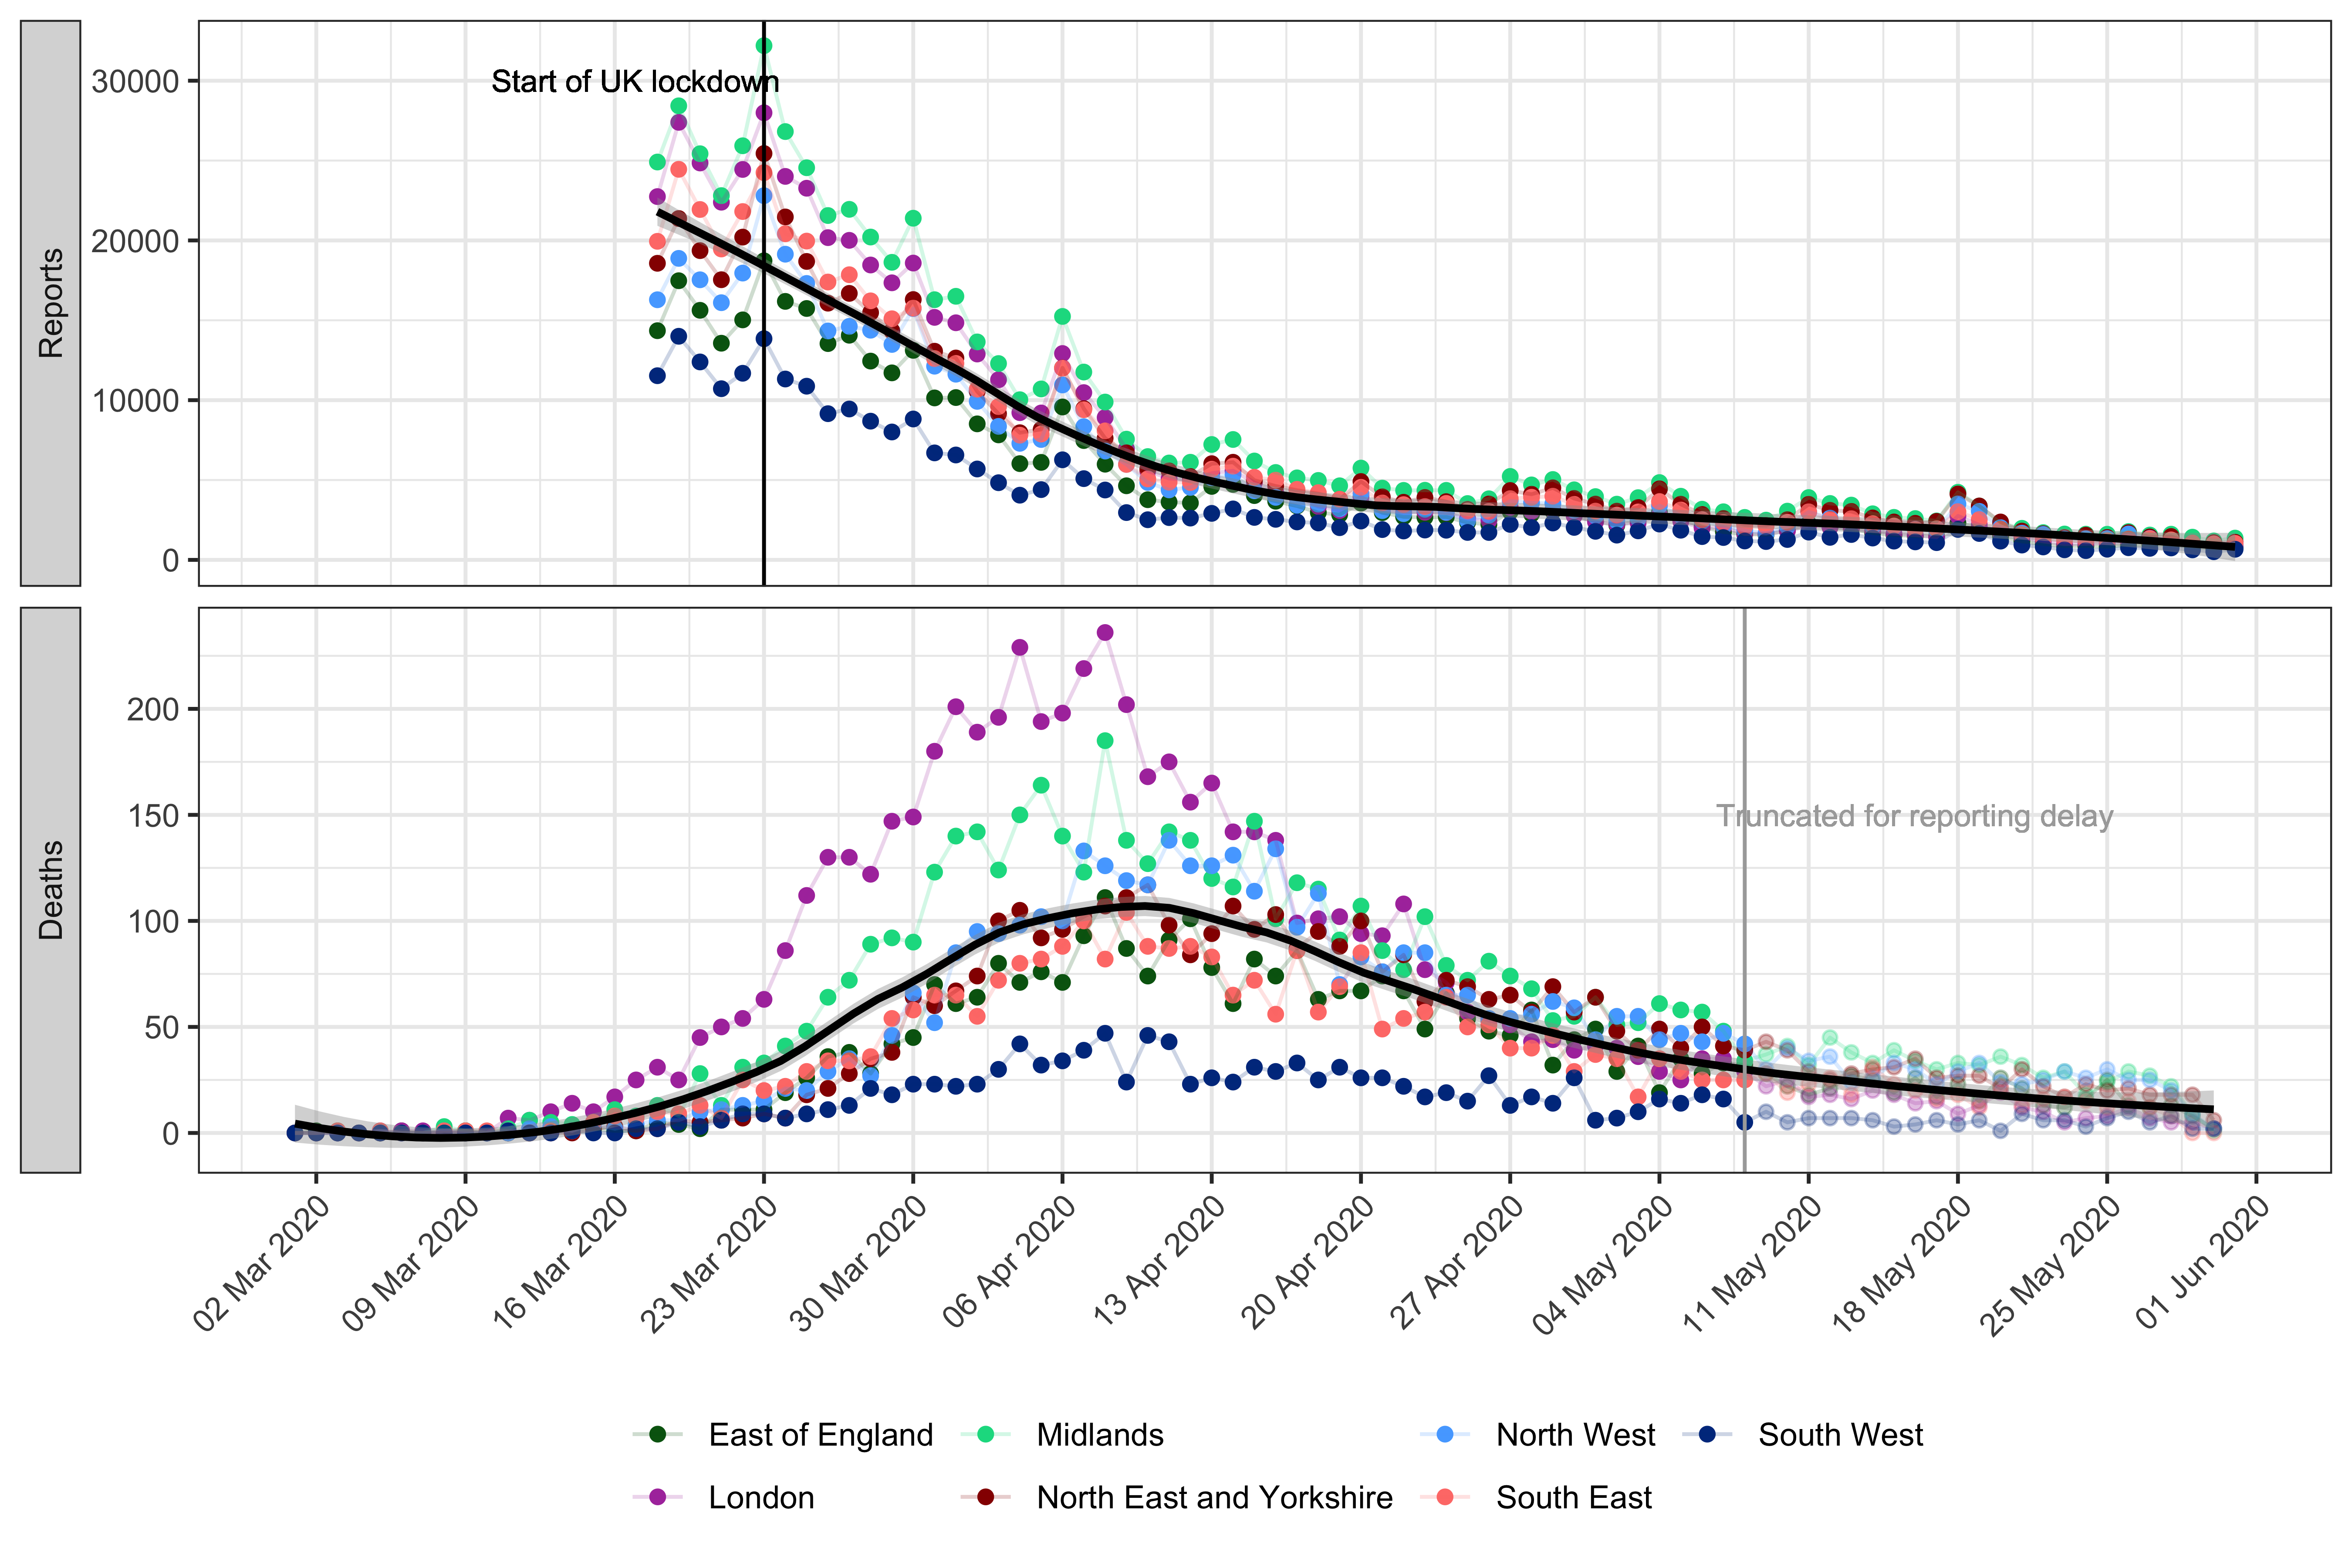 Reports
30000
20000
10000
0
Start of UK lockdown
Deaths
200
150
100
50
0
Truncated for reporting delay
02 Mar 2020
09 Mar 2020
16 Mar 2020
23 Mar 2020
30 Mar 2020
06 Apr 2020
13 Apr 2020
20 Apr 2020
27 Apr 2020
04 May 2020
11 May 2020
18 May 2020
25 May 2020
01 Jun 2020
East of England Midlands North West South West
London North East and Yorkshire South East